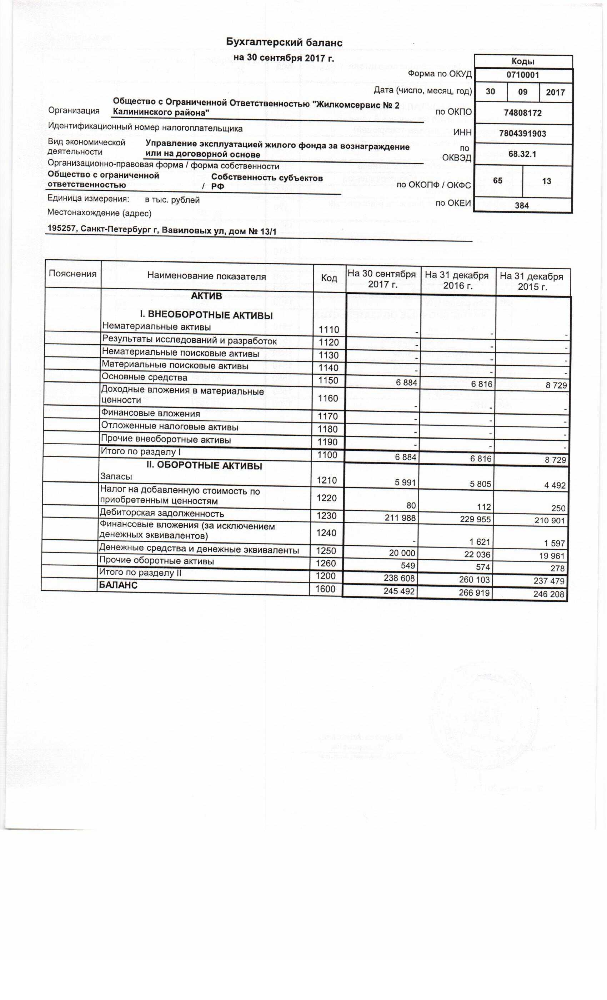 Бухгалтерский баланс
на 30 сентября 2017 г.
Коды
Форма по ОКУД 0710001
Дата (число, месяц, год) 30 09 2017
Общество с Ограниченной Ответственностью "Жилкомсервис № 2
Организация Калининского района" по ОКПО 74808172
Идентификационный номер налогоплательщика ИНН 7804391903
Вид экономической Управление эксплуатацией жилого фонда за вознаграждение по
деятельности или на договорной основе ОКВЭД 68.32.1
Организационно-правовая форма / форма собственности
Общество с ограниченной Собственность субъектов
ответственностью / РФ по ОКОПФ / ОКФС 65 13
Единица измерения: в тыс. рублей по ОКЕИ 384
Местонахождение (адрес)
195257, Санкт-Петербург г, Вавиловых ул, дом № 13/1
Пояснения Наименование показателя Код На 30 сентября 2017 г. На 31 декабря 2016 г. На 31 декабря 2015 г.
АКТИВ
I. ВНЕОБОРОТНЫЕ АКТИВЫ
Нематериальные активы 1110 - - -
Результаты исследований и разработок 1120 - - -
Нематериальные поисковые активы 1130 - - -
Материальные поисковые активы 1140 - - -
Основные средства 1150 6 884 6 816 8 729
Доходные вложения в материальные
ценности 1160 - - -
Финансовые вложения 1170 - - -
Отложенные налоговые активы 1180 - - -
Прочие внеоборотные активы 1190 - - -
Итого по разделу I 1100 6 884 6 816 8 729
II. ОБОРОТНЫЕ АКТИВЫ
Запасы 1210 5 991 5 805 4 492
Налог на добавленную стоимость по
приобретенным ценностям 1220 80 112 250
Дебиторская задолженность 1230 211 988 229 955 210 901
Финансовые вложения (за исключением
денежных эквивалентов) 1240 - 1 621 1 597
Денежные средства и денежные эквиваленты 1250 20 000 22 036 19 961
Прочие оборотные активы 1260 549 574 278
Итого по разделу II 1200 238 608 260 103 237 479
БАЛАНС 1600 245 492 266 919 246 208